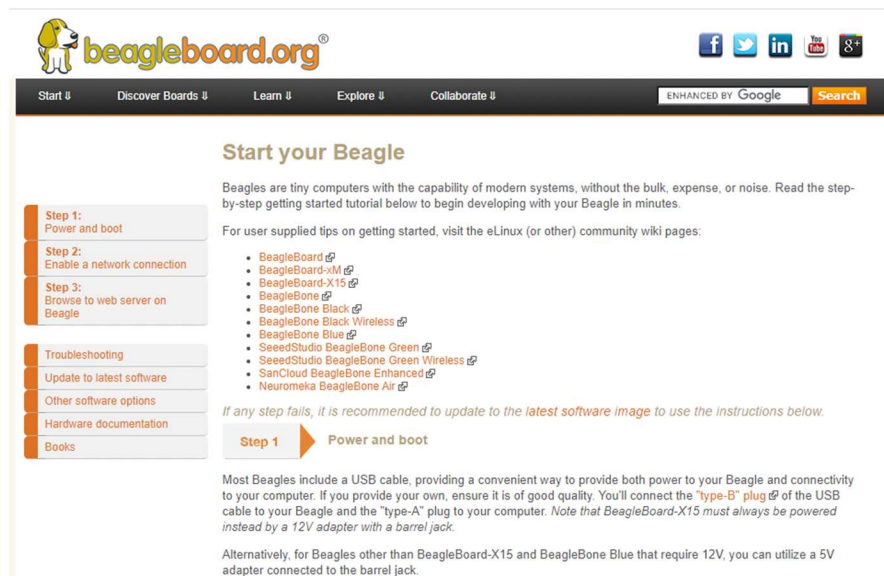 beagleboard.org®
f in You Tube g+
Start ⇓ Discover Boards ⇓ Learn ⇓ Explore ⇓ Collaborate ⇓ ENHANCED BY Google Search
Start your Beagle
Beagles are tiny computers with the capability of modern systems, without the bulk, expense, or noise. Read the step-
by-step getting started tutorial below to begin developing with your Beagle in minutes.
For user supplied tips on getting started, visit the eLinux (or other) community wiki pages:
Step 1:
Power and boot
Step 2:
Enable a network connection
Step 3:
Browse to web server on
Beagle
Troubleshooting
Update to latest software
Other software options
Hardware documentation
Books
• BeagleBoard
• BeagleBoard-xM
• BeagleBoard-X15
• BeagleBone
• BeagleBone Black
• BeagleBone Black Wireless
• BeagleBone Blue
• SeeedStudio BeagleBone Green
• SeeedStudio BeagleBone Green Wireless
• SanCloud BeagleBone Enhanced
• Neuromeka BeagleBone Air
If any step fails, it is recommended to update to the latest software image to use the instructions below.
Step 1 Power and boot
Most Beagles include a USB cable, providing a convenient way to provide both power to your Beagle and connectivity
to your computer. If you provide your own, ensure it is of good quality. You'll connect the "type-B" plug of the USB
cable to your Beagle and the "type-A" plug to your computer. Note that BeagleBoard-X15 must always be powered
instead by a 12V adapter with a barrel jack.
Alternatively, for Beagles other than BeagleBoard-X15 and BeagleBone Blue that require 12V, you can utilize a 5V
adapter connected to the barrel jack.